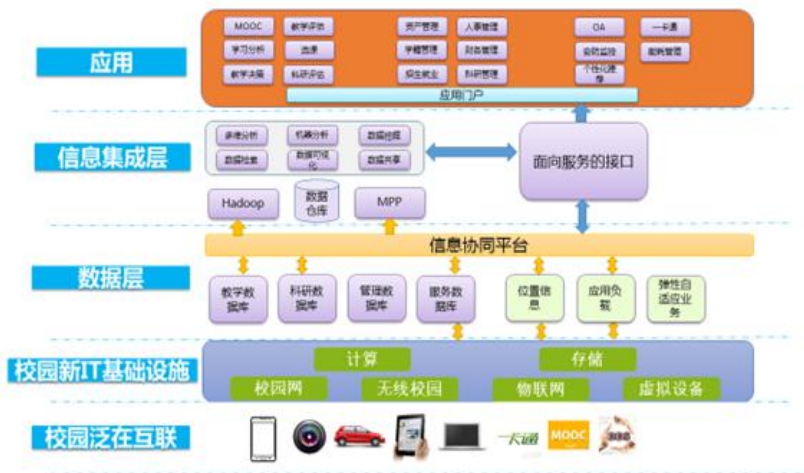 应用
MOOC
教学评估
资产管理
人事管理
OA
一卡通
学习分析
选课
学籍管理
财务管理
安防监控
能耗管理
教学决策
科研评估
招生就业
科研管理
个性化推荐
应用门户
信息集成层
多维分析
机器分析
数据挖掘
数据检索
数据可视
化
数据共享
面向服务的接口
Hadoop
数据
仓库
MPP
信息协同平台
数据层
教学数
据库
科研数
据库
管理数
据库
服务数
据库
位置信
息
应用负
载
弹性自
适应业
务
校园新IT基础设施
计算
存储
校园网
无线校园
物联网
虚拟设备
校园泛在互联
一卡通
MOOC